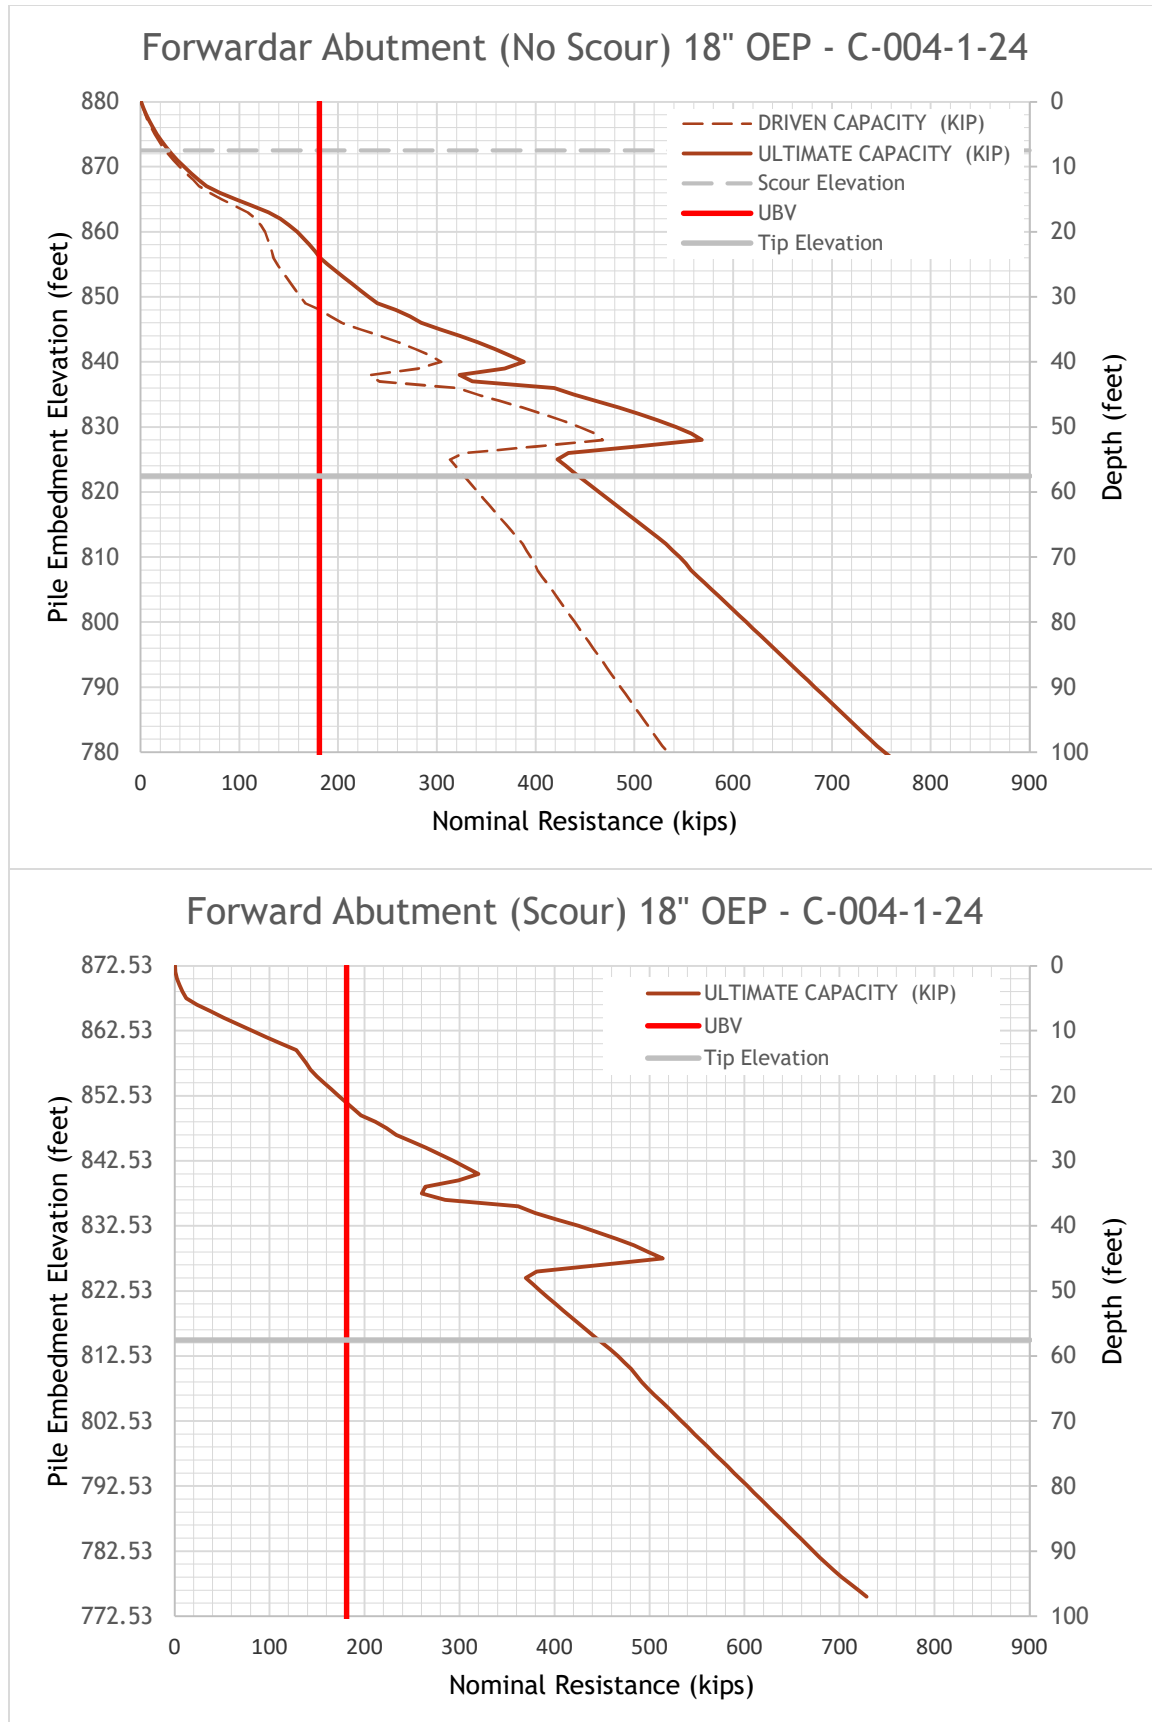 Forwardar Abutment (No Scour) 18" OEP - C-004-1-24
880
870
860
850
840
830
820
810
800
790
780
Pile Embedment Elevation (feet)
DRIVEN CAPACITY (KIP)
ULTIMATE CAPACITY (KIP)
Scour Elevation
UBV
Tip Elevation
0
10
20
30
40
50
60
70
80
90
100
Depth (feet)
0 100 200 300 400 500 600 700 800 900
Nominal Resistance (kips)
Forward Abutment (Scour) 18" OEP - C-004-1-24
872.53
862.53
852.53
842.53
832.53
822.53
812.53
802.53
792.53
782.53
772.53
Pile Embedment Elevation (feet)
ULTIMATE CAPACITY (KIP)
UBV
Tip Elevation
0
10
20
30
40
50
60
70
80
90
100
Depth (feet)
0 100 200 300 400 500 600 700 800 900
Nominal Resistance (kips)